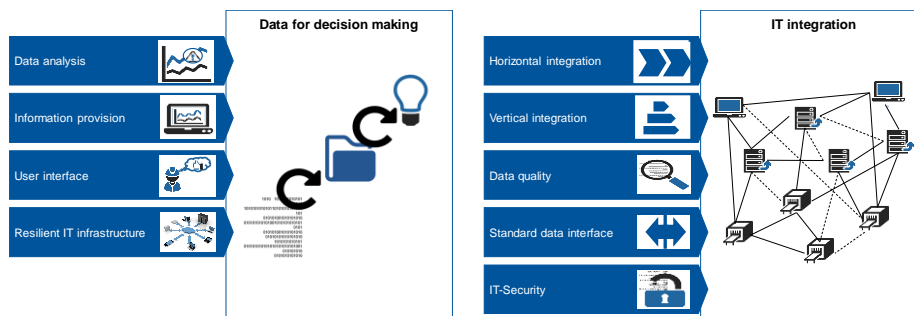 Data for decision making
Data analysis
Information provision
User interface
Resilient IT infrastructure
IT integration
Horizontal integration
Vertical integration
Data quality
Standard data interface
IT-Security